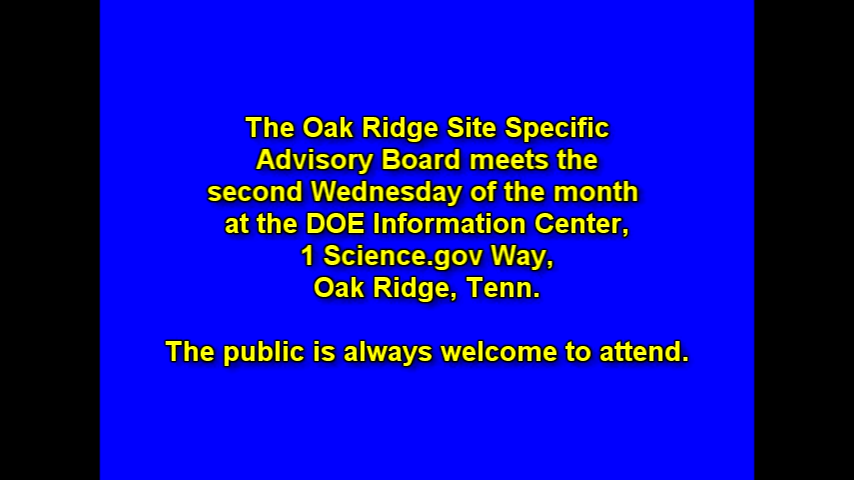 The Oak Ridge Site Specific
Advisory Board meets the
second Wednesday of the month
at the DOE Information Center,
1 Science.gov Way,
Oak Ridge, Tenn.
The public is always welcome to attend.